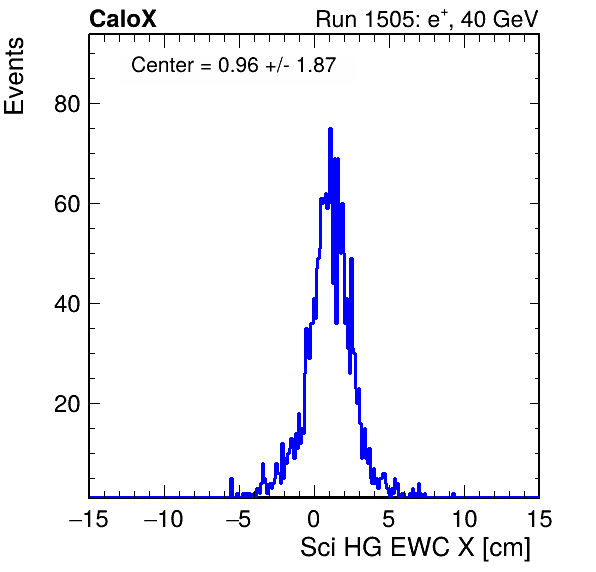 CaloX Run 1505: e⁺, 40 GeV
Center = 0.96 +/- 1.87
Events
80
60
40
20
−15 −10 −5 0 5 10 15
Sci HG EWC X [cm]